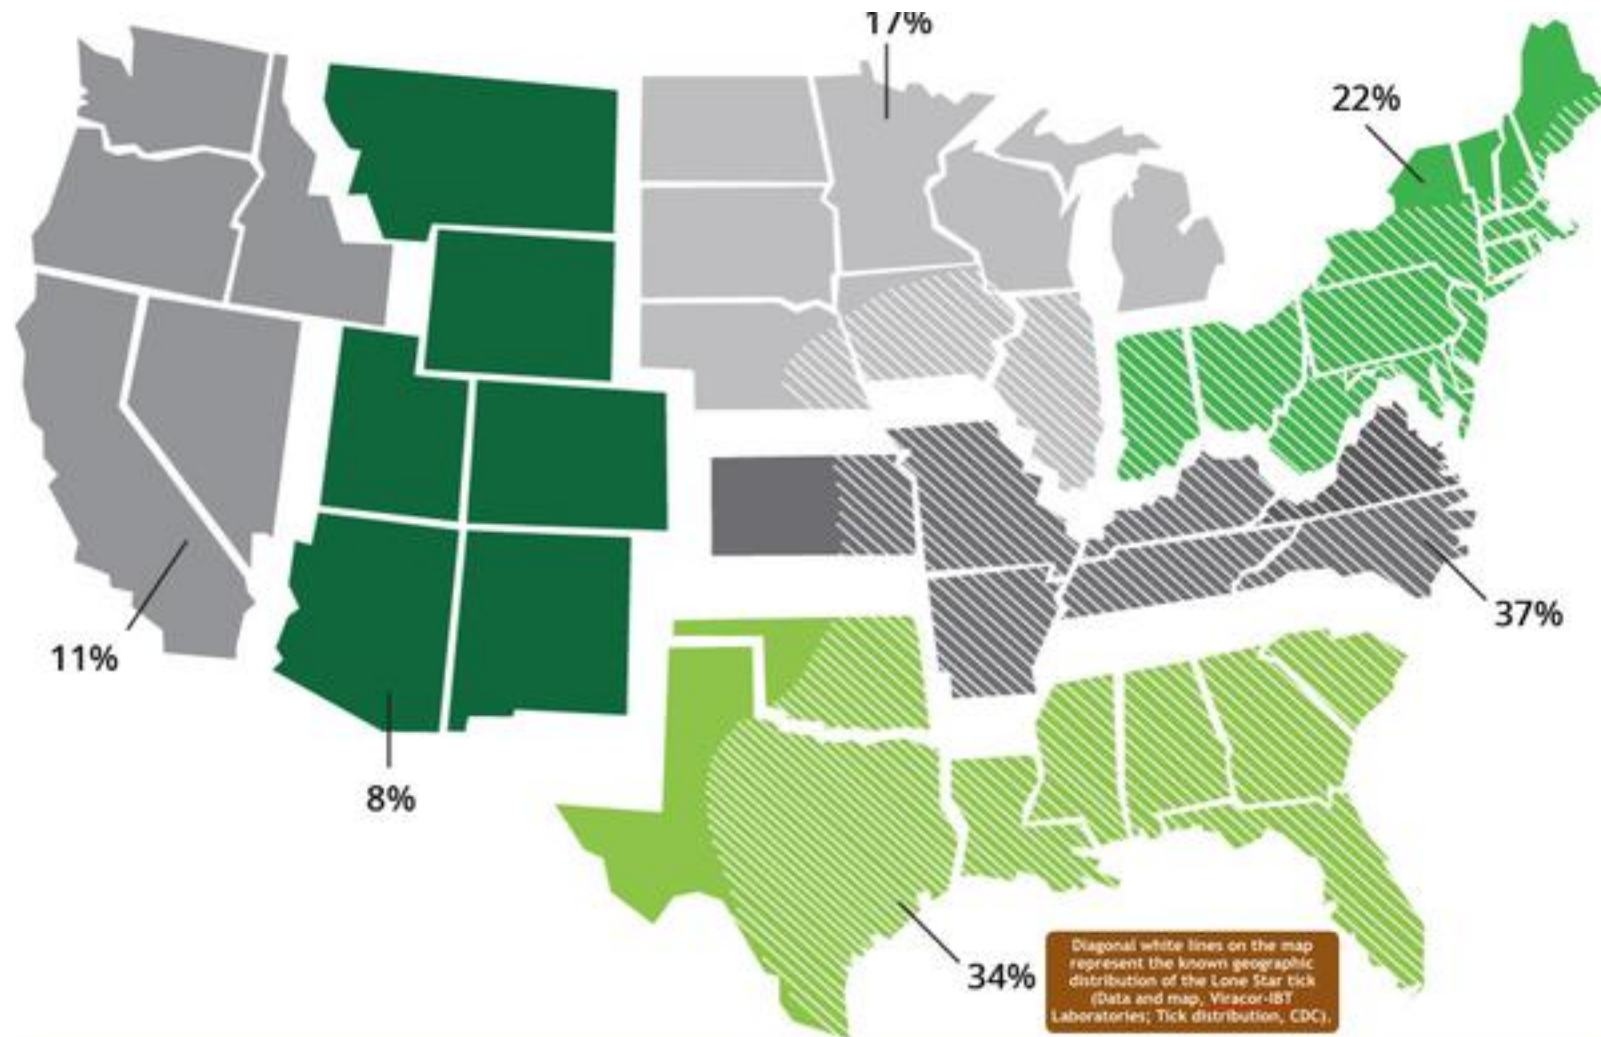 17%
22%
37%
11%
8%
34%
Diagonal white lines on the map
represent the known geographic
distribution of the Lone Star tick
(Data and map, Viracor-IBT
Laboratories; Tick distribution, CDC).